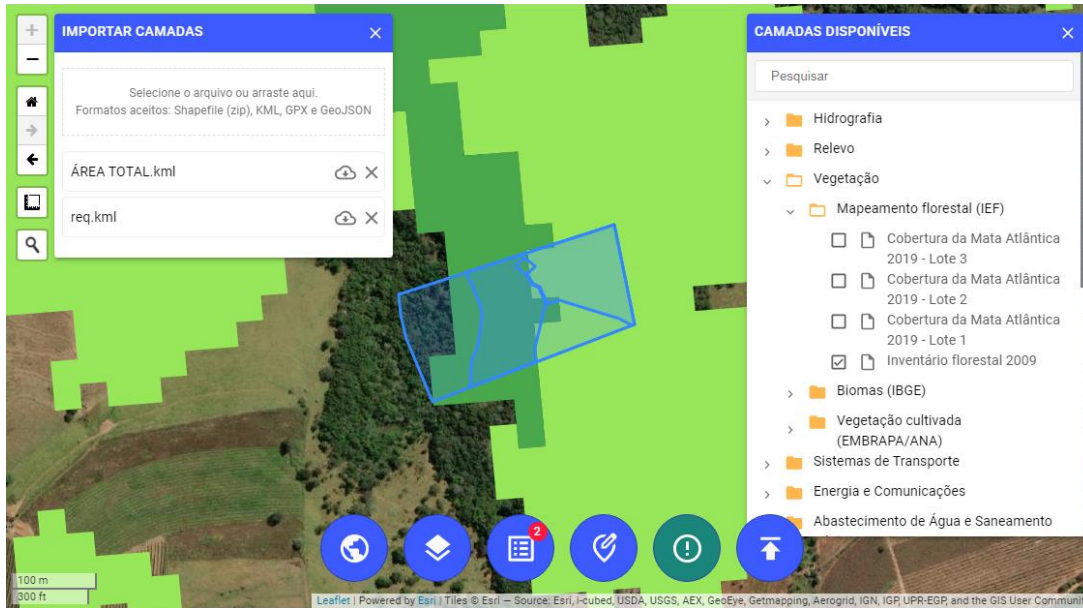 +
IMPORTAR CAMADAS
Selecione o arquivo ou arraste aqui.
Formatos aceitos: Shapefile (zip), KML, GPX e GeoJSON
ÁREA TOTAL.kml
req.kml
CAMADAS DISPONÍVEIS
Pesquisar
Hidrografia
Relevo
Vegetação
Mapeamento florestal (IEF)
Cobertura da Mata Atlântica
2019 - Lote 3
Cobertura da Mata Atlântica
2019 - Lote 2
Cobertura da Mata Atlântica
2019 - Lote 1
Inventário florestal 2009
Biomas (IBGE)
Vegetação cultivada
(EMBRAPA/ANA)
Sistemas de Transporte
Energia e Comunicações
Abastecimento de Água e Saneamento
2
100 m
300 ft
Leaflet | Powered by Esri | Tiles © Esri — Source: Esri, i-cubed, USDA, USGS, AEX, GeoEye, Getmapping, Aerogrid, IGN, IGP, UPR-EGP, and the GIS User Communi